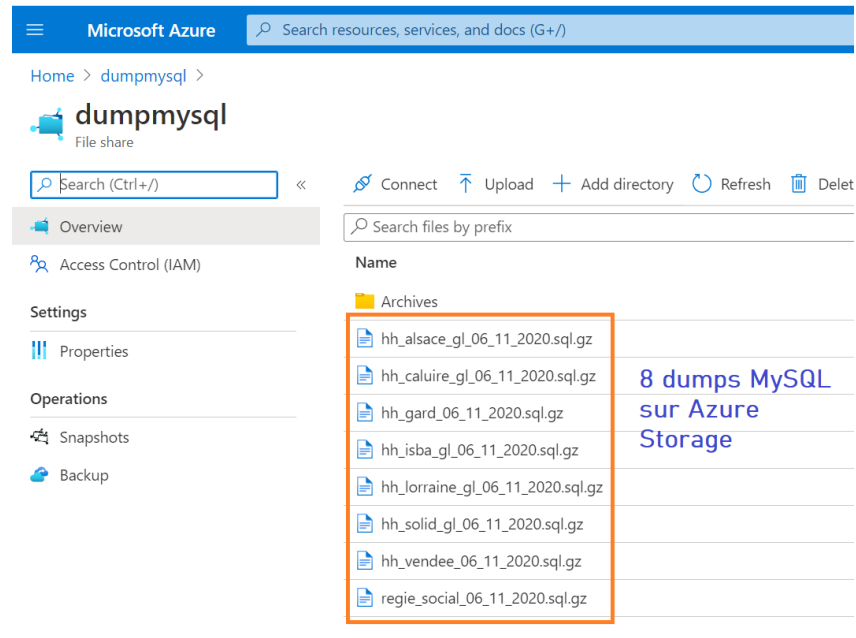 Microsoft Azure
Search resources, services, and docs (G+/)
Home > dumpmysql >
dumpmysql
File share
Search (Ctrl+/)
«
Connect
Upload
Add directory
Refresh
Delet
Overview
Search files by prefix
Access Control (IAM)
Name
Settings
Archives
Properties
hh_alsace_gl_06_11_2020.sql.gz
hh_caluire_gl_06_11_2020.sql.gz
Operations
hh_gard_06_11_2020.sql.gz
Snapshots
hh_isba_gl_06_11_2020.sql.gz
Backup
hh_lorraine_gl_06_11_2020.sql.gz
hh_solid_gl_06_11_2020.sql.gz
hh_vendee_06_11_2020.sql.gz
regie_social_06_11_2020.sql.gz
8 dumps MySQL
sur Azure
Storage